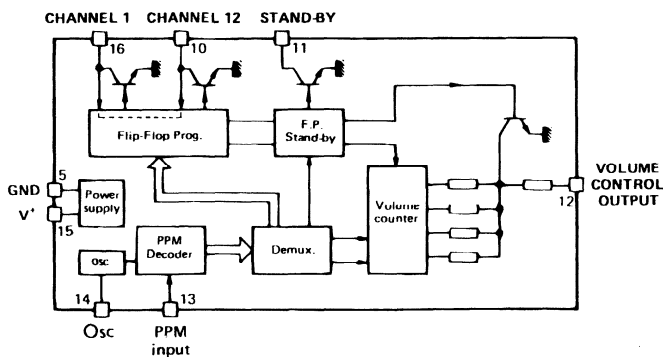 CHANNEL 1 CHANNEL 12 STAND-BY
16 10 11
Flip-Flop Prog.
F.P.
Stand-by
5
GND
V+
15
Power
supply
Volume
counter
VOLUME
CONTROL
OUTPUT
12
Osc
PPM
Decoder
Demux.
14 13
Osc PPM
input